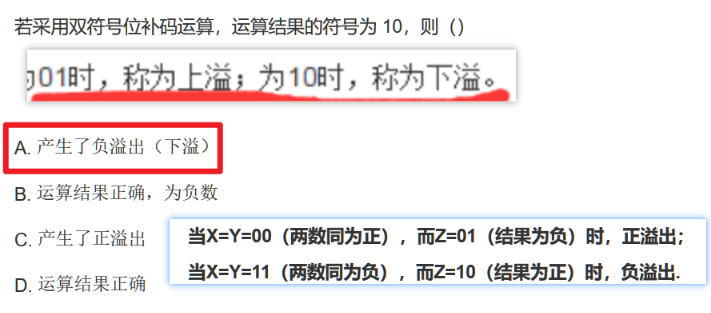 若采用双符号位补码运算，运算结果的符号为 10，则（）
01时，称为上溢；为10时，称为下溢。
A. 产生了负溢出（下溢）
B. 运算结果正确，为负数
C. 产生了正溢出
当X=Y=00（两数同为正），而Z=01（结果为负）时，正溢出；
当X=Y=11（两数同为负），而Z=10（结果为正）时，负溢出.
D. 运算结果正确